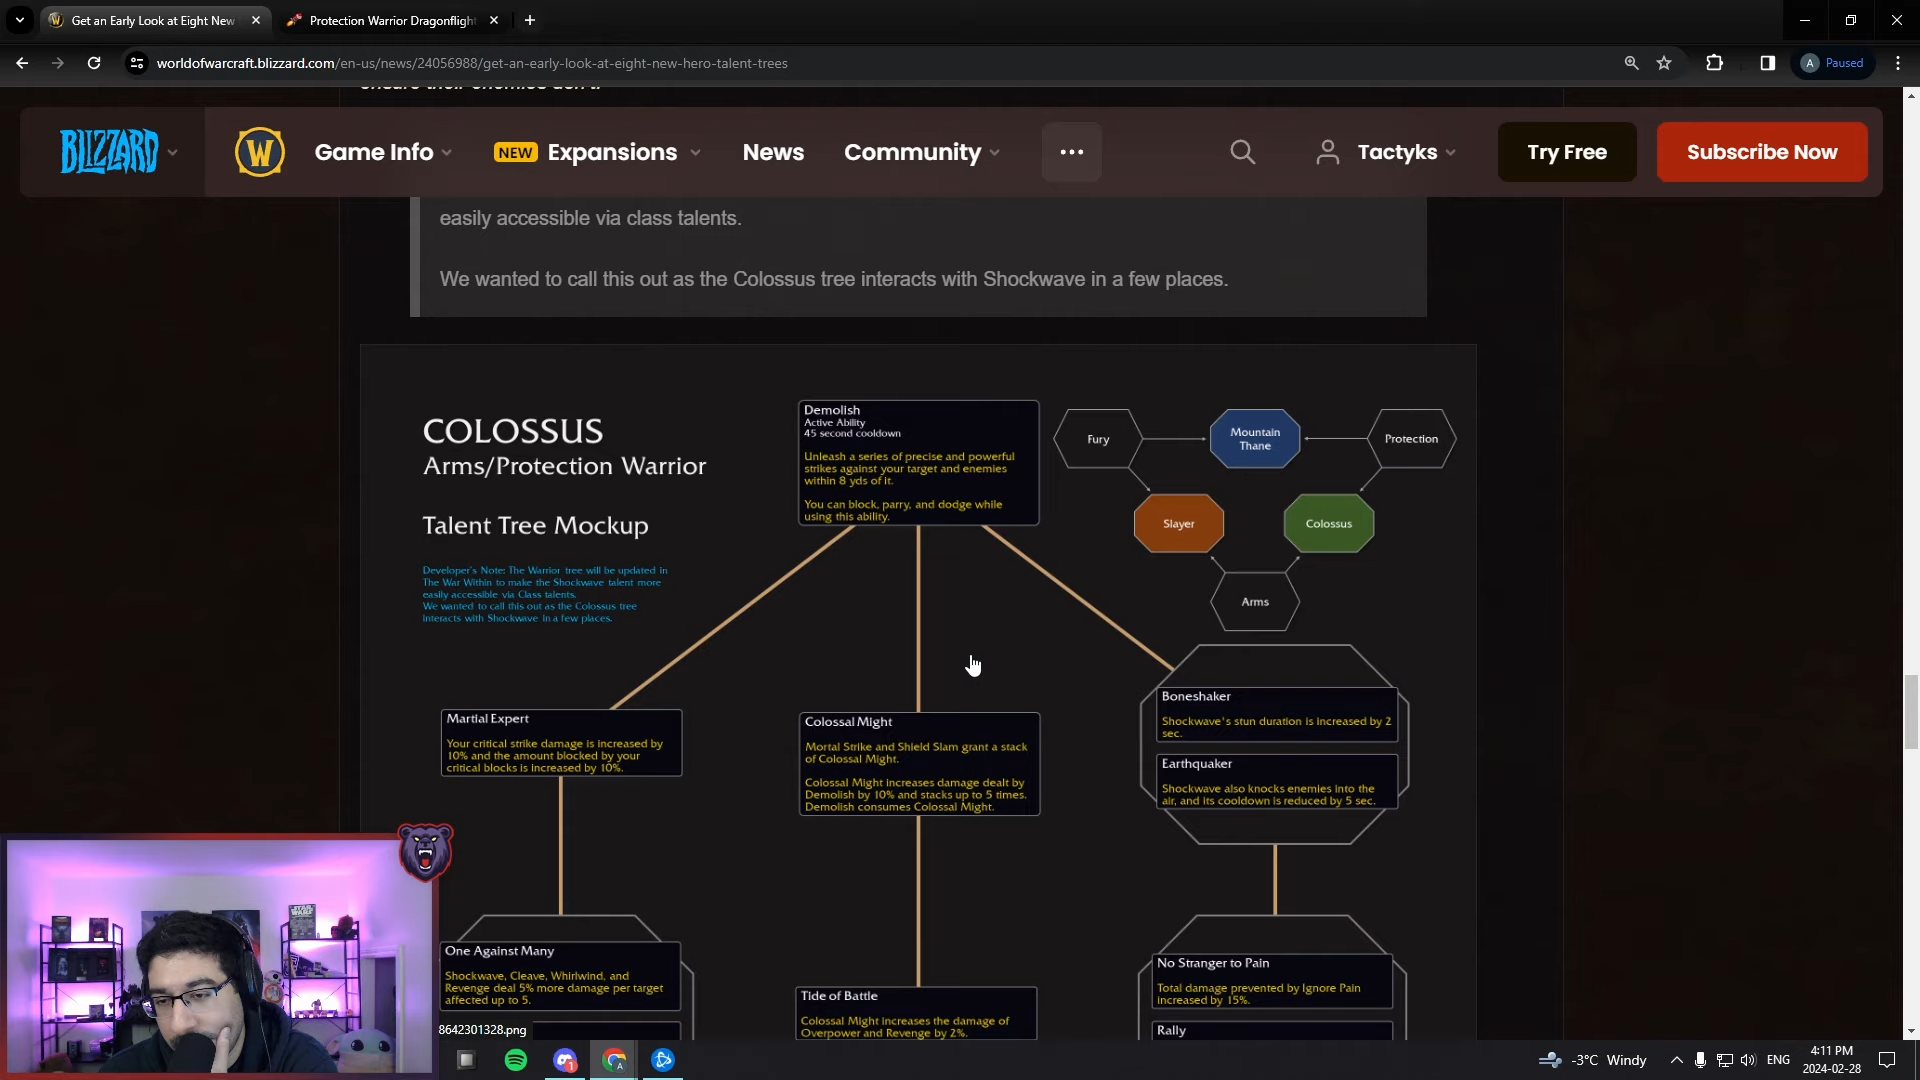 Get an Early Look at Eight New
Protection Warrior Dragonflight
worldofwarcraft.blizzard.com/en-us/news/24056988/get-an-early-look-at-eight-new-hero-talent-trees
A
Paused
BLIZZARD
W
Game Info
NEW
Expansions
News
Community
Tactyks
Try Free
Subscribe Now
easily accessible via class talents.
We wanted to call this out as the Colossus tree interacts with Shockwave in a few places.
COLOSSUS
Arms/Protection Warrior
Talent Tree Mockup
Developer's Note: The Warrior tree will be updated in
The War Within to make the Shockwave talent more
easily accessible via Class talents.
We wanted to call this out as the Colossus tree
interacts with Shockwave in a few places.
Demolish
Active Ability
45 second cooldown
Unleash a series of precise and powerful
strikes against your target and enemies
within 8 yds of it.
You can block, parry, and dodge while
using this ability.
Fury
Mountain
Thane
Protection
Slayer
Colossus
Arms
Martial Expert
Your critical strike damage is increased by
10% and the amount blocked by your
critical blocks is increased by 10%.
Colossal Might
Mortal Strike and Shield Slam grant a stack
of Colossal Might.
Colossal Might increases damage dealt by
Demolish by 10% and stacks up to 5 times.
Demolish consumes Colossal Might.
Boneshaker
Shockwave's stun duration is increased by 2
sec.
Earthquaker
Shockwave also knocks enemies into the
air, and its cooldown is reduced by 5 sec.
One Against Many
Shockwave, Cleave, Whirlwind, and
Revenge deal 5% more damage per target
affected up to 5.
Tide of Battle
Colossal Might increases the damage of
Overpower and Revenge by 2%.
No Stranger to Pain
Total damage prevented by Ignore Pain
increased by 15%.
Rally
8642301328.png
STAR WARS
-3°C Windy
ENG
4:11 PM
2024-02-28